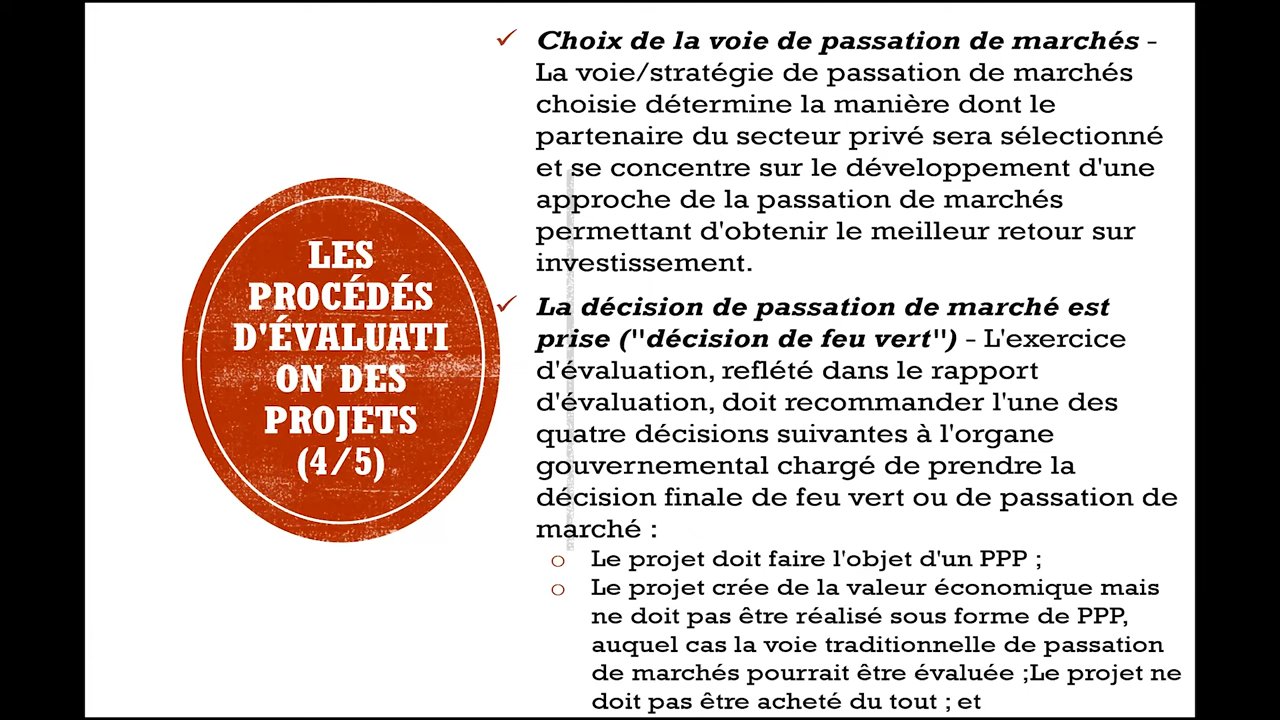 LES
PROCÉDÉS
D'ÉVALUATI
ON DES
PROJETS
(4/5)
Choix de la voie de passation de marchés -
La voie/stratégie de passation de marchés
choisie détermine la manière dont le
partenaire du secteur privé sera sélectionné
et se concentre sur le développement d'une
approche de la passation de marchés
permettant d'obtenir le meilleur retour sur
investissement.
La décision de passation de marché est
prise ("décision de feu vert") - L'exercice
d'évaluation, reflété dans le rapport
d'évaluation, doit recommander l'une des
quatre décisions suivantes à l'organe
gouvernemental chargé de prendre la
décision finale de feu vert ou de passation de
marché :
Le projet doit faire l'objet d'un PPP ;
Le projet crée de la valeur économique mais
ne doit pas être réalisé sous forme de PPP,
auquel cas la voie traditionnelle de passation
de marchés pourrait être évaluée ;Le projet ne
doit pas être acheté du tout ; et